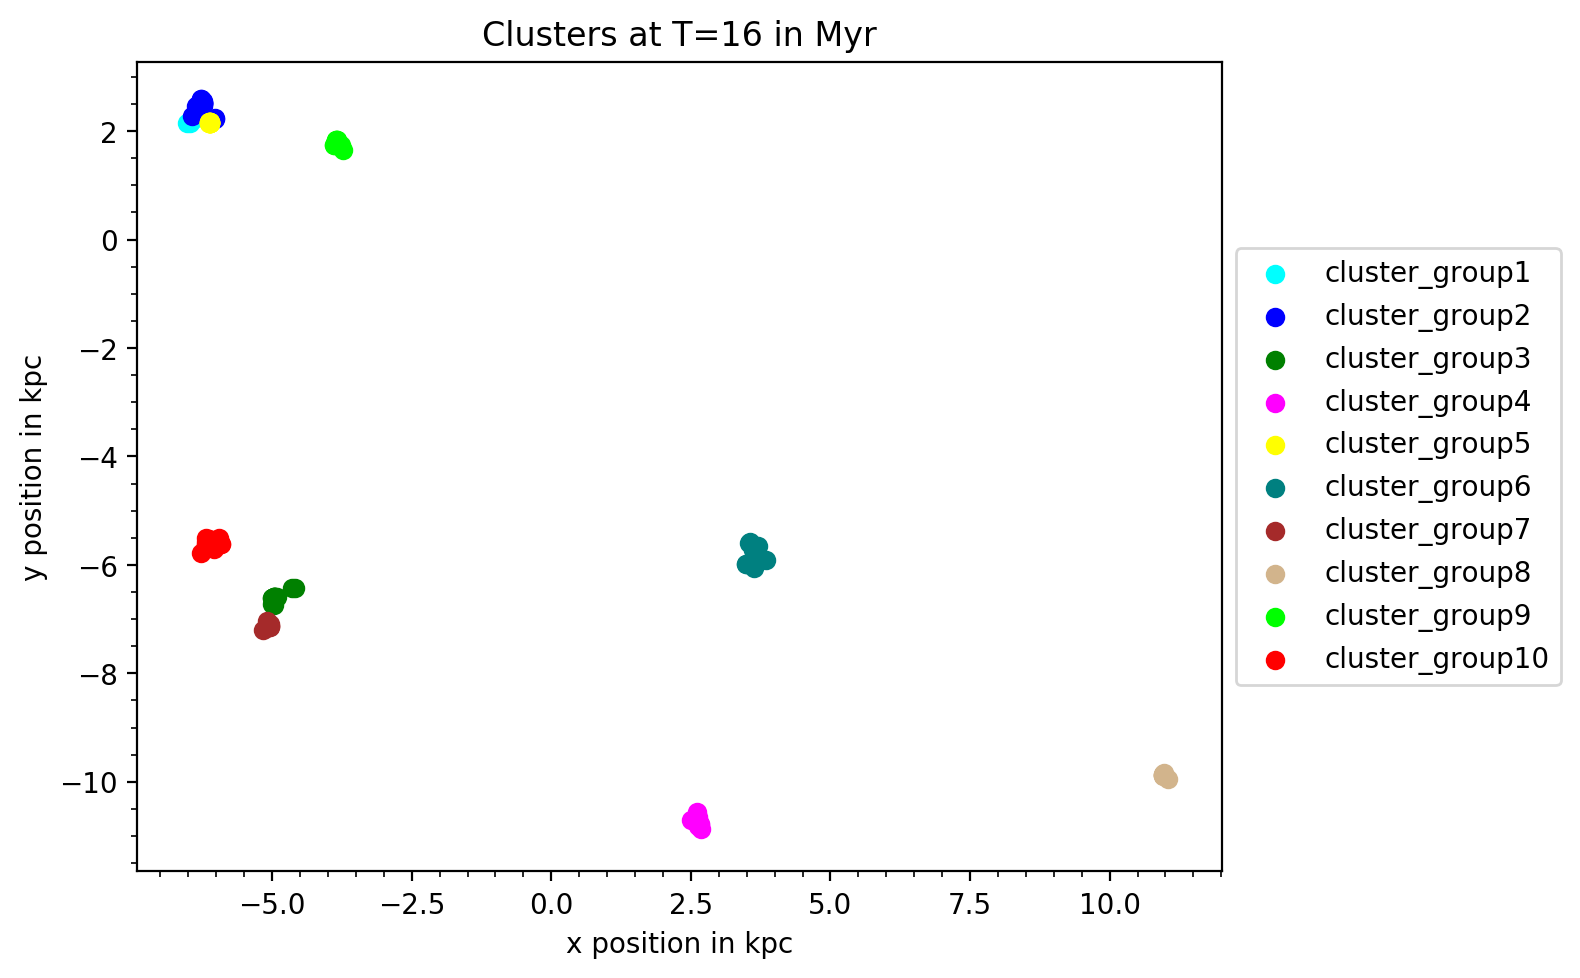 Clusters at T=16 in Myr
2
0
−2
−4
−6
−8
−10
y position in kpc
−5.0 −2.5 0.0 2.5 5.0 7.5 10.0
x position in kpc
cluster_group1
cluster_group2
cluster_group3
cluster_group4
cluster_group5
cluster_group6
cluster_group7
cluster_group8
cluster_group9
cluster_group10